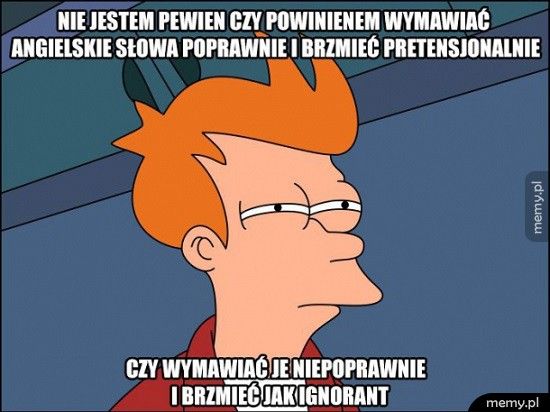 NIE JESTEM PEWIEN CZY POWINIENEM WYMAWIAĆ
ANGIELSKIE SŁOWA POPRAWNIE I BRZMIEĆ PRETENSJONALNIE
memy.pl
CZY WYMAWIAĆ JE NIEPOPRAWNIE
I BRZMIEĆ JAK IGNORANT
memy.pl